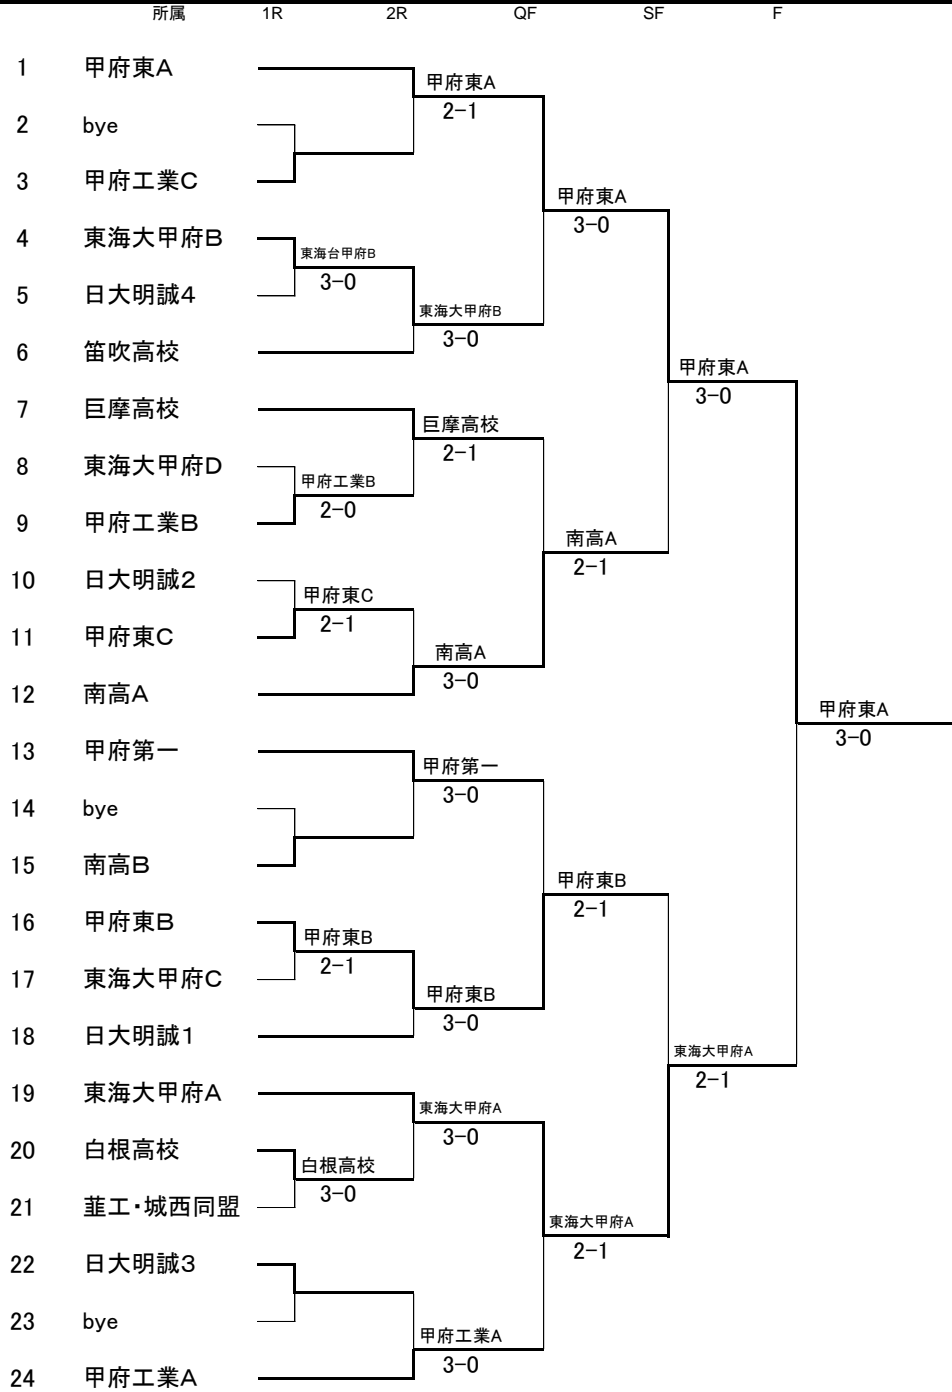 所属 1R 2R QF SF F
1 甲府東A
甲府東A
2-1
2 bye
3 甲府工業C
甲府東A
3-0
4 東海大甲府B
東海台甲府B
3-0
5 日大明誠4
東海大甲府B
3-0
6 笛吹高校
甲府東A
3-0
7 巨摩高校
巨摩高校
2-1
8 東海大甲府D
甲府工業B
2-0
9 甲府工業B
南高A
2-1
10 日大明誠2
甲府東C
2-1
11 甲府東C
南高A
3-0
12 南高A
甲府東A
3-0
13 甲府第一
甲府第一
3-0
14 bye
15 南高B
甲府東B
2-1
16 甲府東B
甲府東B
2-1
17 東海大甲府C
甲府東B
3-0
18 日大明誠1
東海大甲府A
2-1
19 東海大甲府A
東海大甲府A
3-0
20 白根高校
白根高校
3-0
21 韮工・城西同盟
東海大甲府A
2-1
22 日大明誠3
23 bye
甲府工業A
3-0
24 甲府工業A